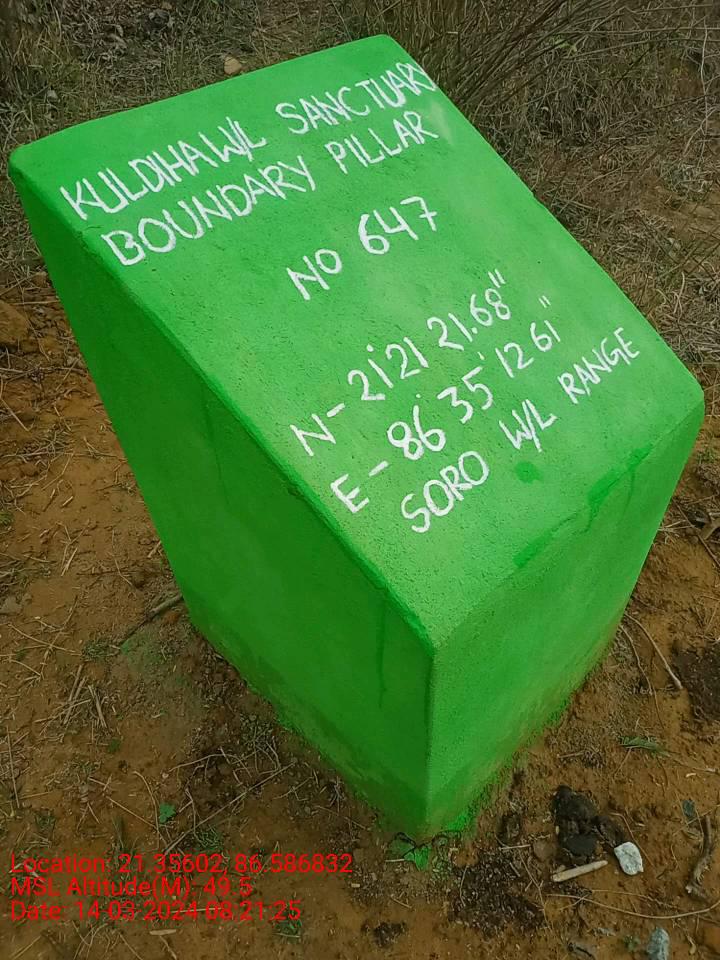 KULDIHA W/L SANCTUARY
BOUNDARY PILLAR
NO 647
N- 21° 21 21.68"
E- 86° 35' 12 61"
SORO W/L RANGE
Location: 21.35602, 86.586832
MSL Altitude(M): 49.5
Date: 14-03-2024 08:21:25